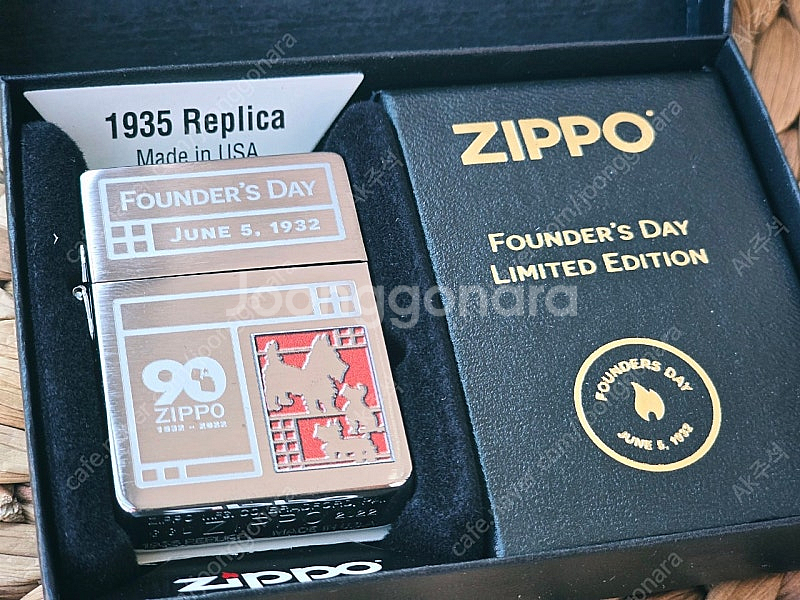 1935 Replica
Made in USA
FOUNDER'S DAY
JUNE 5, 1932
90
ZIPPO
1932 - 2022
ZIPPO
ZIPPO
FOUNDER'S DAY
LIMITED EDITION
FOUNDERS DAY
JUNE 5, 1932
Joonggonara